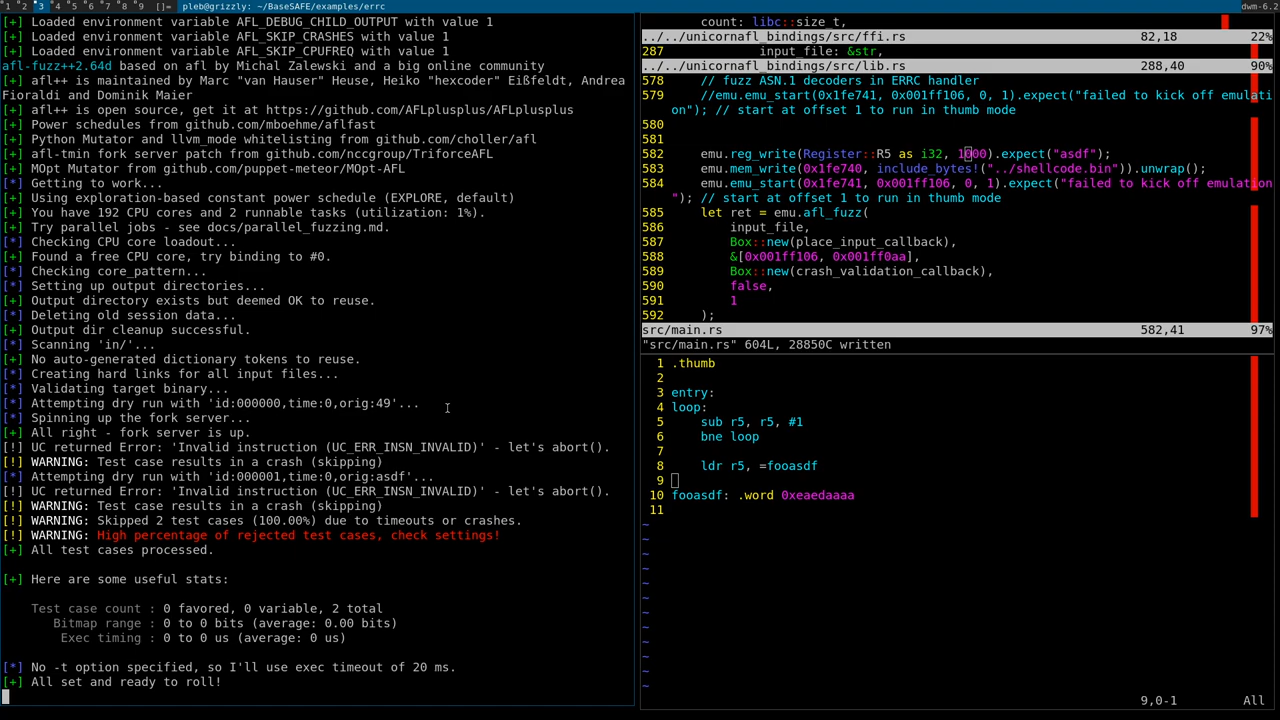 1 2 3 4 5 6 7 8 9 []= pleb@grizzly: ~/BaseSAFE/examples/errc dwm-6.2
[+] Loaded environment variable AFL_DEBUG_CHILD_OUTPUT with value 1
[+] Loaded environment variable AFL_SKIP_CRASHES with value 1
[+] Loaded environment variable AFL_SKIP_CPUFREQ with value 1
afl-fuzz++2.64d based on afl by Michal Zalewski and a big online community
[+] afl++ is maintained by Marc "van Hauser" Heuse, Heiko "hexcoder" Eißfeldt, Andrea
Fioraldi and Dominik Maier
[+] afl++ is open source, get it at https://github.com/AFLplusplus/AFLplusplus
[+] Power schedules from github.com/mboehme/aflfast
[+] Python Mutator and llvm_mode whitelisting from github.com/choller/afl
[+] afl-tmin fork server patch from github.com/nccgroup/TriforceAFL
[+] MOpt Mutator from github.com/puppet-meteor/MOpt-AFL
[*] Getting to work...
[+] Using exploration-based constant power schedule (EXPLORE, default)
[+] You have 192 CPU cores and 2 runnable tasks (utilization: 1%).
[+] Try parallel jobs - see docs/parallel_fuzzing.md.
[*] Checking CPU core loadout...
[+] Found a free CPU core, try binding to #0.
[*] Checking core_pattern...
[*] Setting up output directories...
[+] Output directory exists but deemed OK to reuse.
[*] Deleting old session data...
[+] Output dir cleanup successful.
[*] Scanning 'in/'...
[+] No auto-generated dictionary tokens to reuse.
[*] Creating hard links for all input files...
[*] Validating target binary...
[*] Attempting dry run with 'id:000000,time:0,orig:49'...
[*] Spinning up the fork server...
[+] All right - fork server is up.
[!] UC returned Error: 'Invalid instruction (UC_ERR_INSN_INVALID)' - let's abort().
[!] WARNING: Test case results in a crash (skipping)
[*] Attempting dry run with 'id:000001,time:0,orig:asdf'...
[!] UC returned Error: 'Invalid instruction (UC_ERR_INSN_INVALID)' - let's abort().
[!] WARNING: Test case results in a crash (skipping)
[!] WARNING: Skipped 2 test cases (100.00%) due to timeouts or crashes.
[!] WARNING: High percentage of rejected test cases, check settings!
[+] All test cases processed.
[+] Here are some useful stats:
Test case count : 0 favored, 0 variable, 2 total
Bitmap range : 0 to 0 bits (average: 0.00 bits)
Exec timing : 0 to 0 us (average: 0 us)
[*] No -t option specified, so I'll use exec timeout of 20 ms.
[+] All set and ready to roll!
count: libc::size_t,
../../unicornafl_bindings/src/ffi.rs 82,18 22%
287 input_file: &str,
../../unicornafl_bindings/src/lib.rs 288,40 90%
578 // fuzz ASN.1 decoders in ERRC handler
579 //emu.emu_start(0x1fe741, 0x001ff106, 0, 1).expect("failed to kick off emulati
on"); // start at offset 1 to run in thumb mode
580
581
582 emu.reg_write(Register::R5 as i32, 1000).expect("asdf");
583 emu.mem_write(0x1fe740, include_bytes!("../shellcode.bin")).unwrap();
584 emu.emu_start(0x1fe741, 0x001ff106, 0, 1).expect("failed to kick off emulation
"); // start at offset 1 to run in thumb mode
585 let ret = emu.afl_fuzz(
586 input_file,
587 Box::new(place_input_callback),
588 &[0x001ff106, 0x001ff0aa],
589 Box::new(crash_validation_callback),
590 false,
591 1
592 );
src/main.rs 582,41 97%
"src/main.rs" 604L, 28850C written
1 .thumb
2
3 entry:
4 loop:
5 sub r5, r5, #1
6 bne loop
7
8 ldr r5, =fooasdf
9
10 fooasdf: .word 0xeaedaaaa
11
~
~
~
~
~
~
~
~
~
~
~
~
9,0-1 All